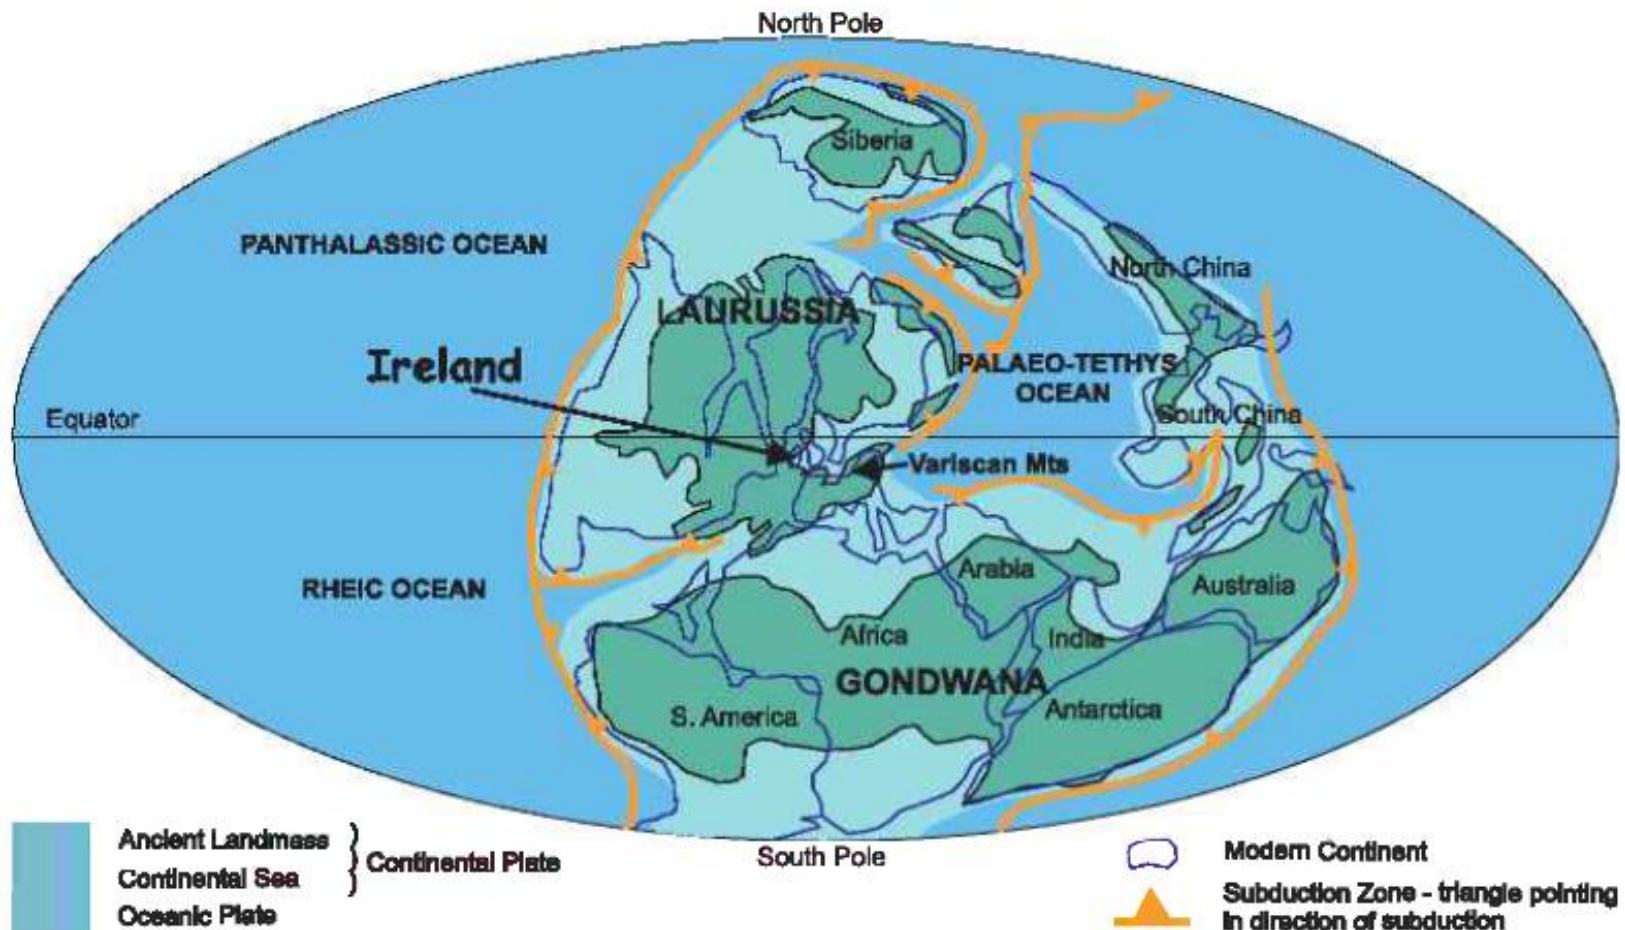 North Pole
Siberia
PANTHALASSIC OCEAN
North China
LAURUSSIA
Ireland
PALAEO-TETHYS
OCEAN
Equator
South China
Variscan Mts
RHEIC OCEAN
Arabia
Australia
Africa
India
GONDWANA
S. America
Antarctica
South Pole
Ancient Landmass
Continental Sea
Continental Plate
Oceanic Plate
Modern Continent
Subduction Zone - triangle pointing
in direction of subduction